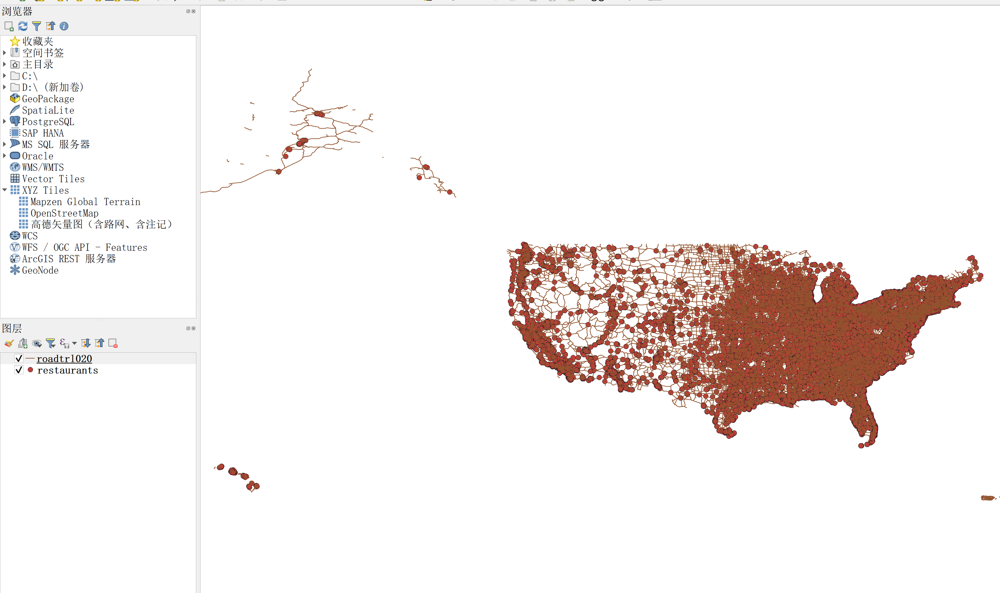 浏览器
收藏夹
空间书签
主目录
C:\
D:\ (新加卷)
GeoPackage
SpatiaLite
PostgreSQL
SAP HANA
MS SQL 服务器
Oracle
WMS/WMTS
Vector Tiles
XYZ Tiles
Mapzen Global Terrain
OpenStreetMap
高德矢量图（含路网、含注记）
WCS
WFS / OGC API - Features
ArcGIS REST 服务器
GeoNode
图层
roadtrl020
restaurants